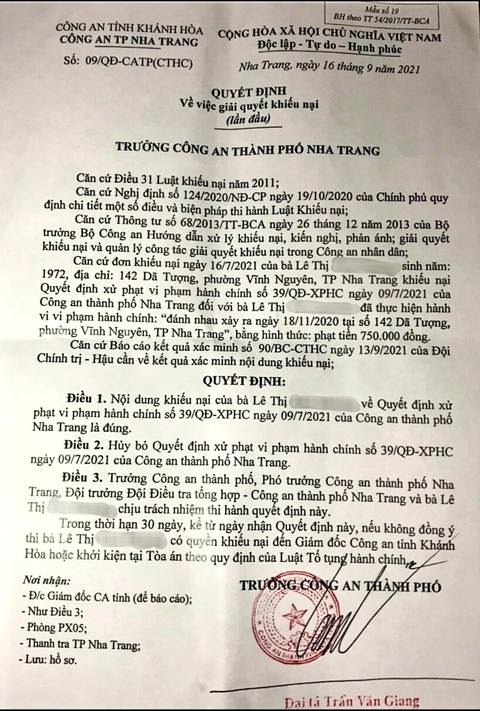 Mẫu số 19
BH theo TT 54/2017/TT-BCA
CÔNG AN TỈNH KHÁNH HÒA
CÔNG AN TP NHA TRANG
CỘNG HÒA XÃ HỘI CHỦ NGHĨA VIỆT NAM
Độc lập - Tự do – Hạnh phúc
Số: 09/QĐ-CATP(CTHC)
Nha Trang, ngày 16 tháng 9 năm 2021
QUYẾT ĐỊNH
Về việc giải quyết khiếu nại
(lần đầu)
TRƯỞNG CÔNG AN THÀNH PHỐ NHA TRANG
Căn cứ Điều 31 Luật khiếu nại năm 2011;
Căn cứ Nghị định số 124/2020/NĐ-CP ngày 19/10/2020 của Chính phủ quy
định chi tiết một số điều và biện pháp thi hành Luật Khiếu nại;
Căn cứ Thông tư số 68/2013/TT-BCA ngày 26 tháng 12 năm 2013 của Bộ
trưởng Bộ Công an Hướng dẫn xử lý khiếu nại, kiến nghị, phản ánh; giải quyết
khiếu nại và quản lý công tác giải quyết khiếu nại trong Công an nhân dân;
Căn cứ đơn khiếu nại ngày 16/7/2021 của bà Lê Thị sinh năm:
1972, địa chỉ: 142 Dã Tượng, phường Vĩnh Nguyên, TP Nha Trang khiếu nại
Quyết định xử phạt vi phạm hành chính số 39/QĐ-XPHC ngày 09/7/2021 của
Công an thành phố Nha Trang đối với bà Lê Thị đã thực hiện hành
vi vi phạm hành chính: “đánh nhau xảy ra ngày 18/11/2020 tại số 142 Dã Tượng,
phường Vĩnh Nguyên, TP Nha Trang”, bằng hình thức: phạt tiền 750.000 đồng.
Căn cứ Báo cáo kết quả xác minh số 90/BC-CTHC ngày 13/9/2021 của Đội
Chính trị - Hậu cần về kết quả xác minh nội dung khiếu nại;
QUYẾT ĐỊNH:
Điều 1. Nội dung khiếu nại của bà Lê Thị về Quyết định xử
phạt vi phạm hành chính số 39/QĐ-XPHC ngày 09/7/2021 của Công an thành phố
Nha Trang là đúng.
Điều 2. Hủy bỏ Quyết định xử phạt vi phạm hành chính số 39/QĐ-XPHC
ngày 09/7/2021 của Công an thành phố Nha Trang.
Điều 3. Trưởng Công an thành phố, Phó trưởng Công an thành phố Nha
Trang, Đội trưởng Đội Điều tra tổng hợp - Công an thành phố Nha Trang và bà Lê
Thị chịu trách nhiệm thi hành quyết định này.
Trong thời hạn 30 ngày, kể từ ngày nhận Quyết định này, nếu không đồng ý
thì bà Lê Thị có quyền khiếu nại đến Giám đốc Công an tỉnh Khánh
Hòa hoặc khởi kiện tại Tòa án theo quy định của Luật Tố tụng hành chính.
Nơi nhận:
- Đ/c Giám đốc CA tỉnh (để báo cáo);
- Như Điều 3;
- Phòng PX05;
- Thanh tra TP Nha Trang;
- Lưu: hồ sơ.
TRƯỞNG CÔNG AN THÀNH PHỐ
Đại tá Trần Văn Giang